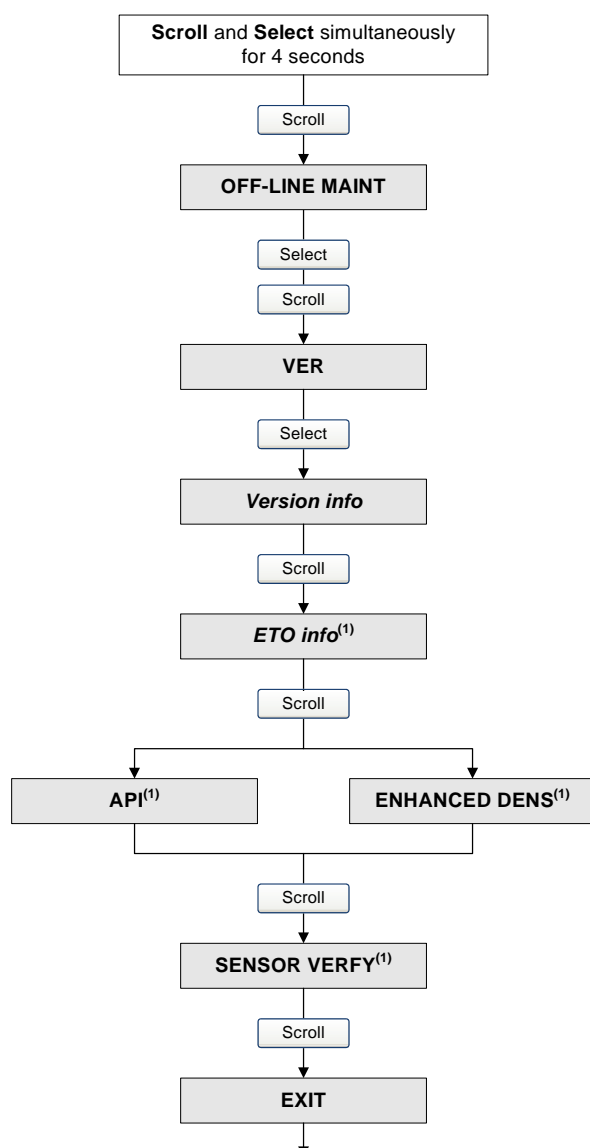 Scroll and Select simultaneously
for 4 seconds
Scroll
OFF-LINE MAINT
Select
Scroll
VER
Select
Version info
Scroll
ETO info(1)
Scroll
API(1)
ENHANCED DENS(1)
Scroll
SENSOR VERFY(1)
Scroll
EXIT